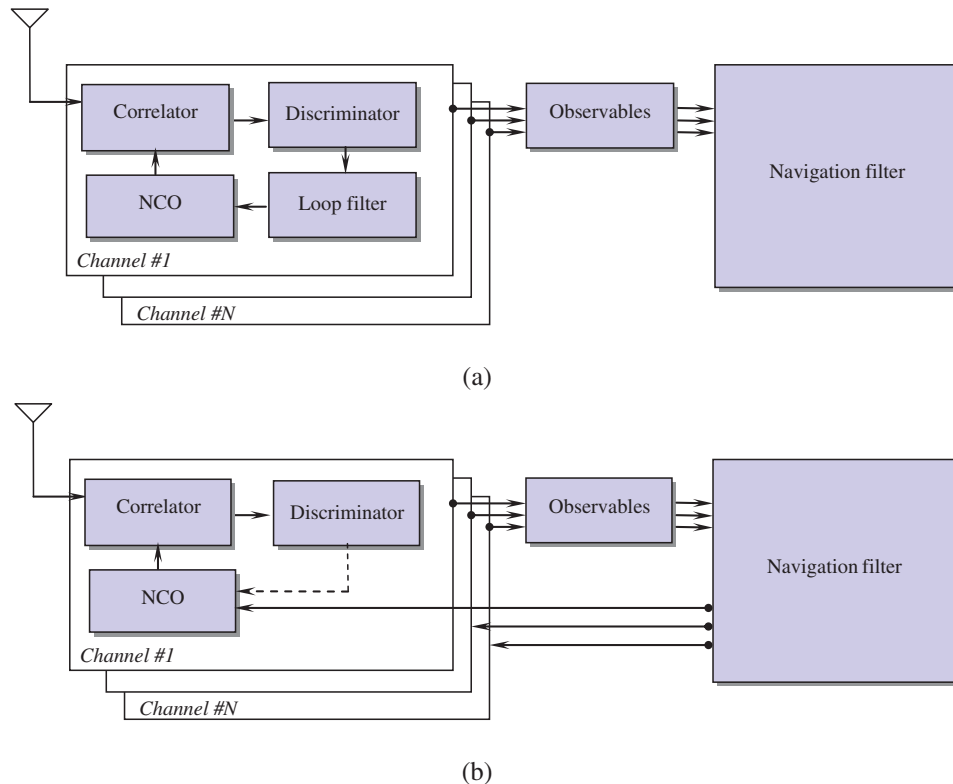 Correlator
Discriminator
Observables
Navigation filter
NCO
Loop filter
Channel #1
Channel #N
(a)
Correlator
Discriminator
Observables
Navigation filter
NCO
Channel #1
Channel #N
(b)